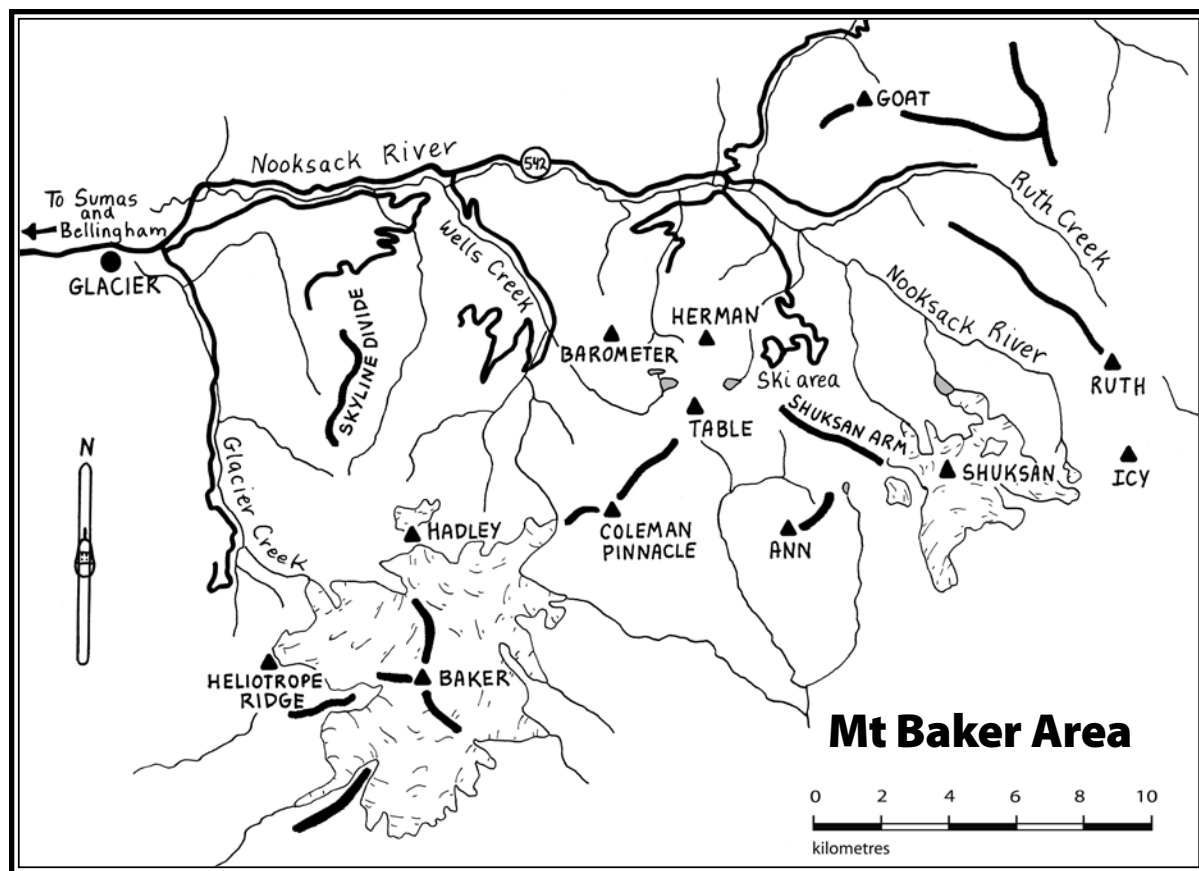 GOAT
Nooksack River
542
To Sumas
and
Bellingham
GLACIER
Ruth Creek
Wells Creek
Nooksack River
SKYLINE DIVIDE
HERMAN
BAROMETER
Ski area
RUTH
TABLE
SHUKSAN ARM
SHUKSAN
ICY
N
Glacier Creek
HADLEY
COLEMAN
PINNACLE
ANN
HELIOTROPE
RIDGE
BAKER
Mt Baker Area
0 2 4 6 8 10
kilometres